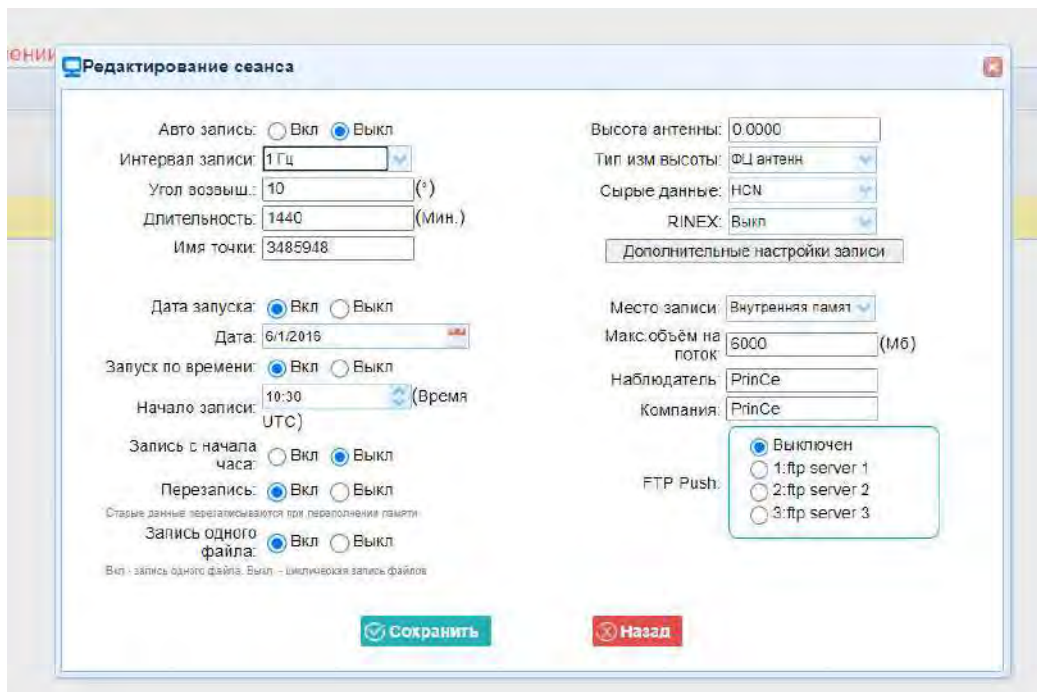 ении
Редактирование сеанса
Авто запись: Вкл Выкл
Интервал записи: 1 Гц
Угол возвыш.: 10 (°)
Длительность: 1440 (Мин.)
Имя точки: 3485948
Дата запуска: Вкл Выкл
Дата: 6/1/2016
Запуск по времени: Вкл Выкл
Начало записи: 10:30 (Время
UTC)
Запись с начала
часа: Вкл Выкл
Перезапись: Вкл Выкл
Старые данные перезаписываются при переполнении памяти
Запись одного
файла: Вкл Выкл
Вкл - запись одного файла. Выкл. - циклическая запись файлов
Высота антенны: 0.0000
Тип изм высоты: ФЦ антенн
Сырые данные: HCN
RINEX: Выкл
Дополнительные настройки записи
Место записи: Внутренняя памят
Макс.объём на
поток: 6000 (Мб)
Наблюдатель: PrinCe
Компания: PrinCe
FTP Push:
Выключен
1:ftp server 1
2:ftp server 2
3:ftp server 3
Сохранить
Назад